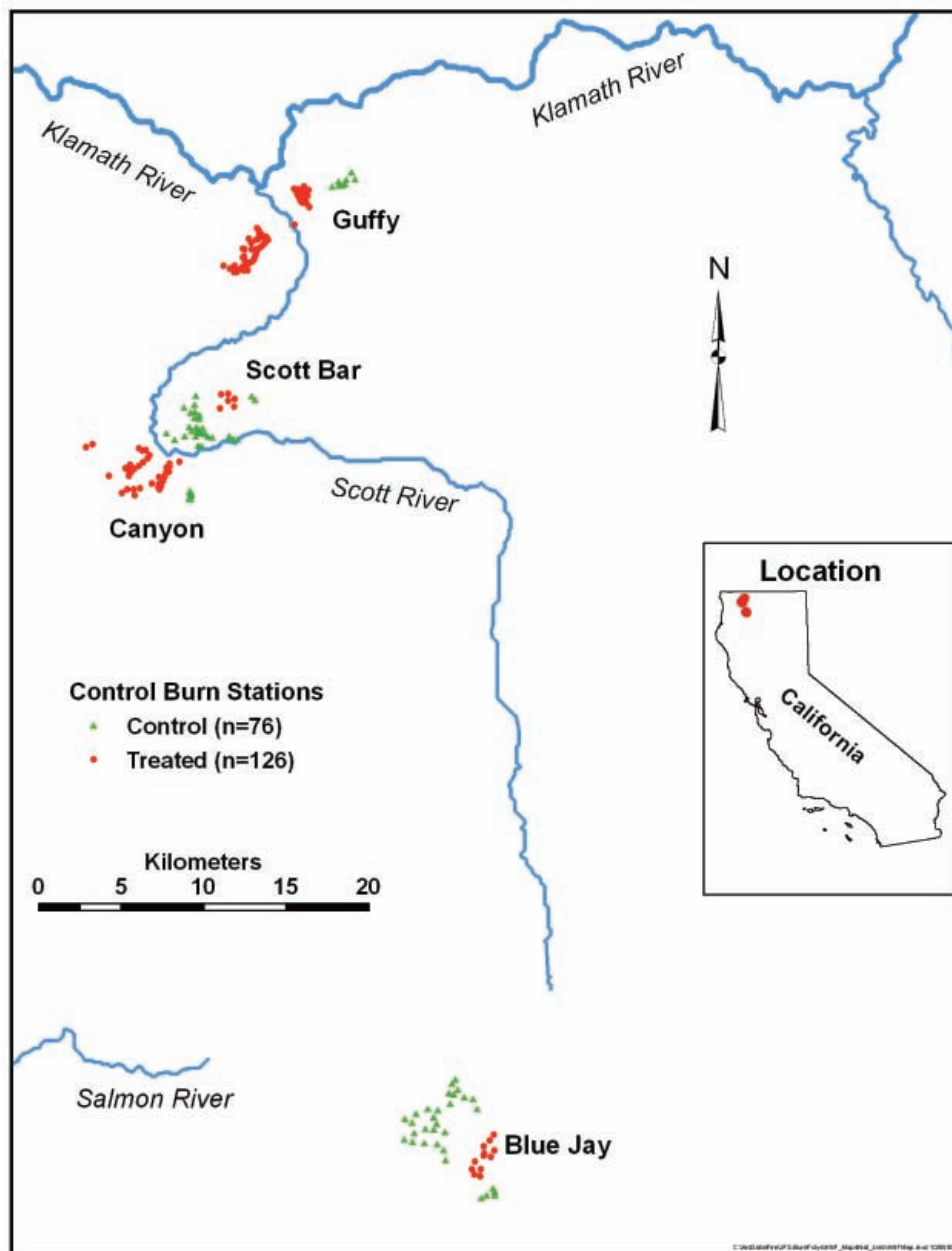 Klamath River
Klamath River
Guffy
N
Scott Bar
Scott River
Canyon
Location
California
Control Burn Stations
Control (n=76)
Treated (n=126)
Kilometers
0 5 10 15 20
Salmon River
Blue Jay